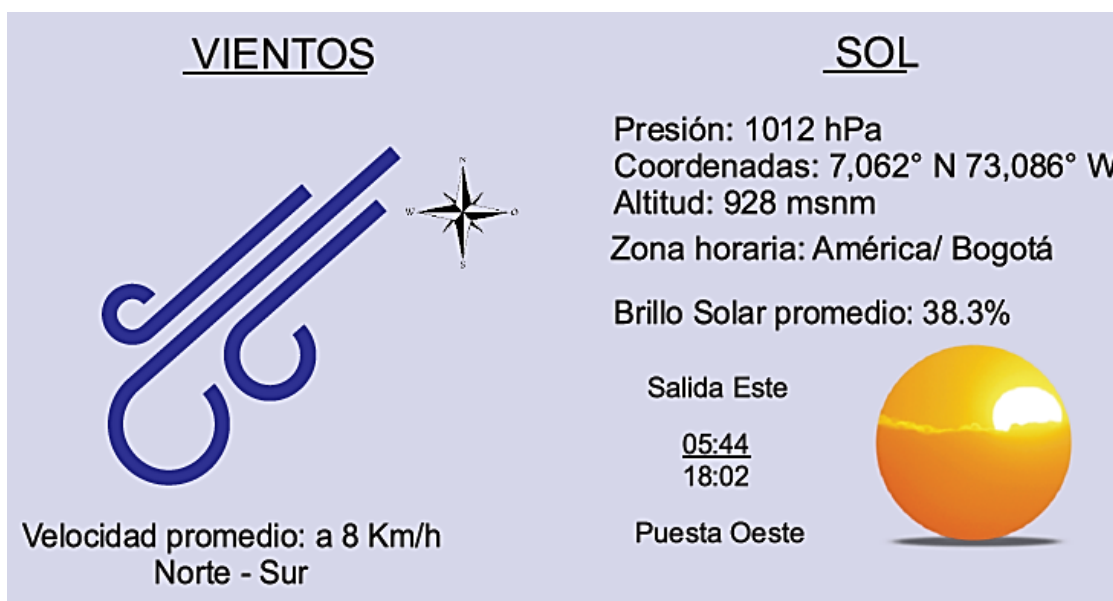 VIENTOS
N
W
O
S
Velocidad promedio: a 8 Km/h
Norte - Sur
SOL
Presión: 1012 hPa
Coordenadas: 7,062° N 73,086° W
Altitud: 928 msnm
Zona horaria: América/ Bogotá
Brillo Solar promedio: 38.3%
Salida Este
05:44
18:02
Puesta Oeste